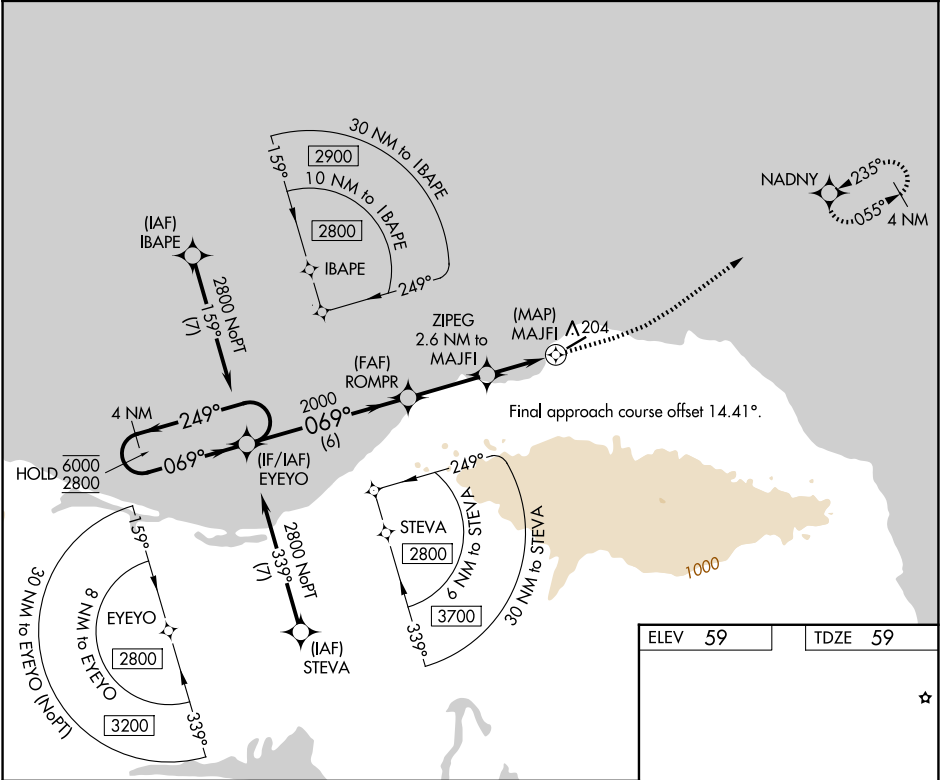 30 NM to IBAPE
159°
2900
10 NM to IBAPE
2800
IBAPE
249°
NADNY
235°
055°
4 NM
(IAF)
IBAPE
2800 NoPT
159°
(7)
ZIPEG
2.6 NM to
MAJFI
(MAP)
MAJFI
204
(FAF)
ROMPR
Final approach course offset 14.41°.
4 NM
249°
2000
069°
(6)
069°
HOLD
6000
2800
(IF/IAF)
EYEYO
249°
STEVA
2800
6 NM to STEVA
3700
30 NM to STEVA
339°
1000
2800 NoPT
339°
(7)
(IAF)
STEVA
159°
EYEYO
2800
8 NM to EYEYO
3200
30 NM to EYEYO (NoPT)
339°
ELEV 59
TDZE 59